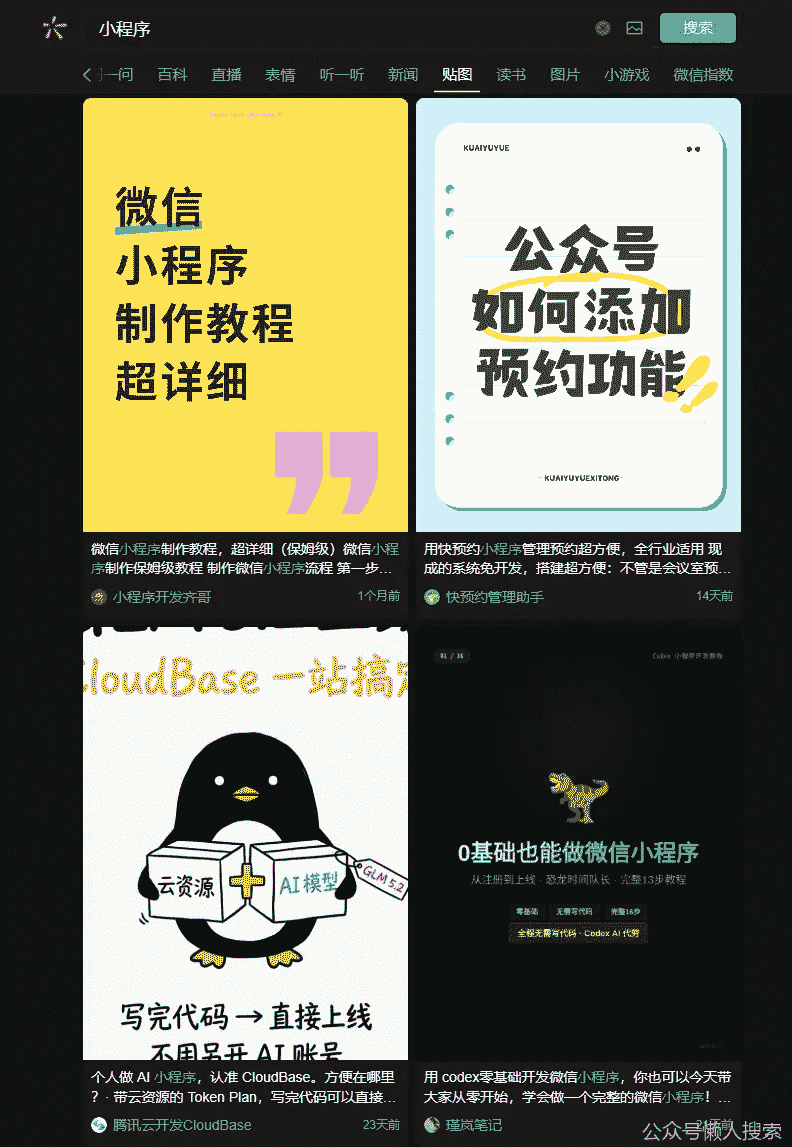 小程序
搜索
一问 百科 直播 表情 听一听 新闻 贴图 读书 图片 小游戏 微信指数
微信
小程序
制作教程
超详细
微信小程序制作教程，超详细（保姆级）微信小程
序制作保姆级教程 制作微信小程序流程 第一步...
小程序开发齐哥
1个月前
KUAIYUYUE
公众号
如何添加
预约功能
KUAIYUYUEXITONG
用快预约小程序管理预约超方便，全行业适用 现
成的系统免开发，搭建超方便：不管是会议室预...
快预约管理助手
14天前
CloudBase 一站搞定
云资源
AI 模型
GLM 5.2
写完代码 → 直接上线
不用另开 AI 账号
个人做 AI 小程序，认准 CloudBase。方便在哪里
？· 带云资源的 Token Plan，写完代码可以直接...
腾讯云开发CloudBase
23天前
01 / 16
Codex 小程序开发教程
0基础也能做微信小程序
从注册到上线 · 恐龙时间队长 · 完整13步教程
零基础 无需写代码 完整16步
全程无需写代码 · Codex AI 代劳
用 codex零基础开发微信小程序，你也可以今天带
大家从零开始，学会做一个完整的微信小程序！...
瑾岚笔记
公众号懒人搜索